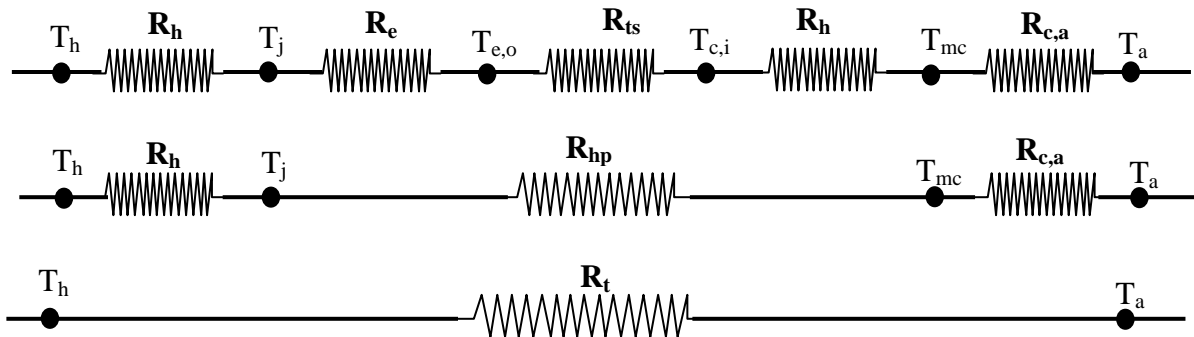 T_h R_h T_j R_e T_e,o R_ts T_c,i R_h T_mc R_c,a T_a
T_h R_h T_j R_hp T_mc R_c,a T_a
T_h R_t T_a